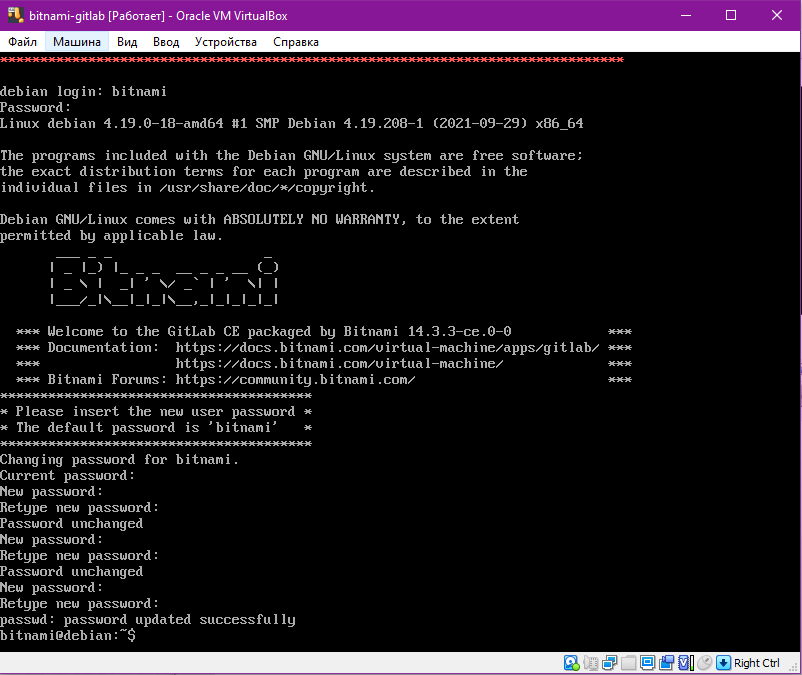 bitnami-gitlab [Работает] - Oracle VM VirtualBox
Файл Машина Вид Ввод Устройства Справка
******************************************************************************
debian login: bitnami
Password:
Linux debian 4.19.0-18-amd64 #1 SMP Debian 4.19.208-1 (2021-09-29) x86_64
The programs included with the Debian GNU/Linux system are free software;
the exact distribution terms for each program are described in the
individual files in /usr/share/doc/*/copyright.
Debian GNU/Linux comes with ABSOLUTELY NO WARRANTY, to the extent
permitted by applicable law.
Bitnami
*** Welcome to the GitLab CE packaged by Bitnami 14.3.3-ce.0-0 ***
*** Documentation: https://docs.bitnami.com/virtual-machine/apps/gitlab/ ***
*** https://docs.bitnami.com/virtual-machine/ ***
*** Bitnami Forums: https://community.bitnami.com/ ***
***************************************
* Please insert the new user password *
* The default password is 'bitnami' *
***************************************
Changing password for bitnami.
Current password:
New password:
Retype new password:
Password unchanged
New password:
Retype new password:
Password unchanged
New password:
Retype new password:
passwd: password updated successfully
bitnami@debian:~$
Right Ctrl